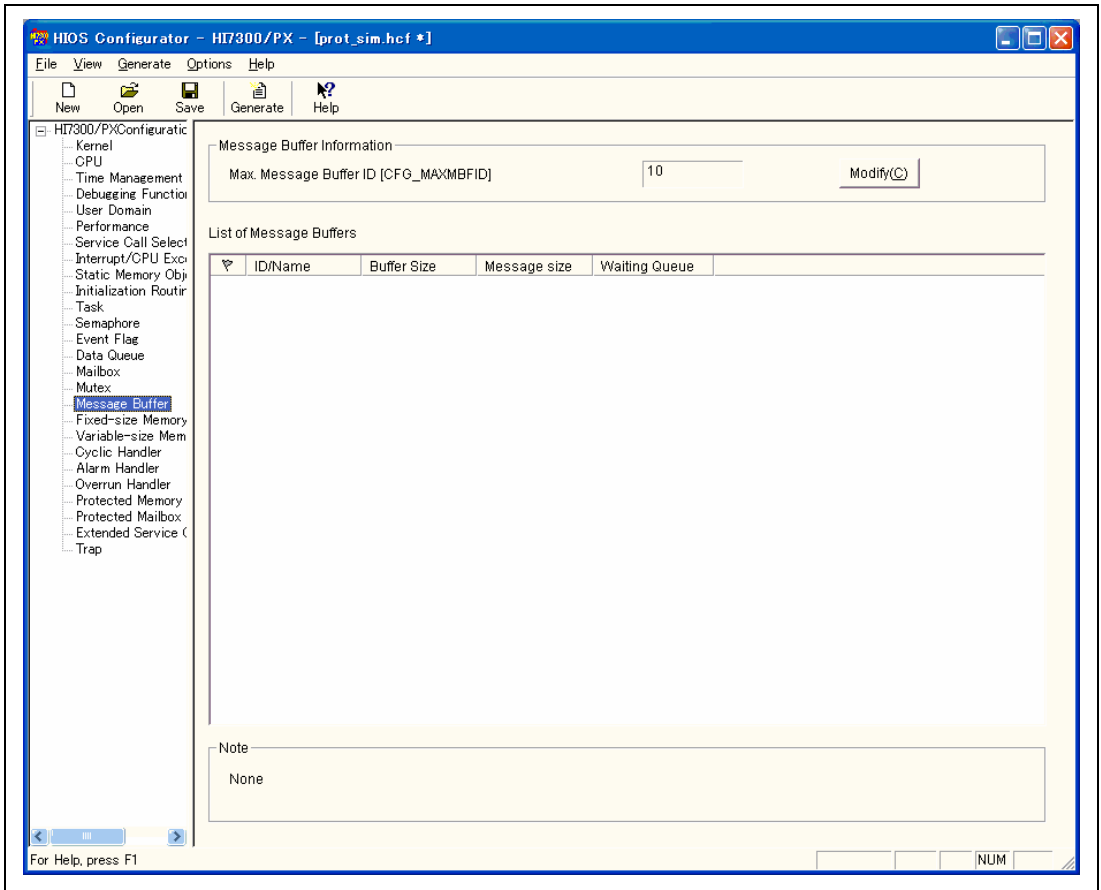 HIOS Configurator - HI7300/PX - [prot_sim.hcf *]
File View Generate Options Help
New Open Save Generate Help
HI7300/PXConfiguratic
Kernel
CPU
Time Management
Debugging Function
User Domain
Performance
Service Call Select
Interrupt/CPU Exce
Static Memory Obje
Initialization Routir
Task
Semaphore
Event Flag
Data Queue
Mailbox
Mutex
Message Buffer
Fixed-size Memory
Variable-size Mem
Cyclic Handler
Alarm Handler
Overrun Handler
Protected Memory
Protected Mailbox
Extended Service (
Trap
Message Buffer Information
Max. Message Buffer ID [CFG_MAXMBFID] 10 Modify(C)
List of Message Buffers
ID/Name Buffer Size Message size Waiting Queue
Note
None
For Help, press F1 NUM